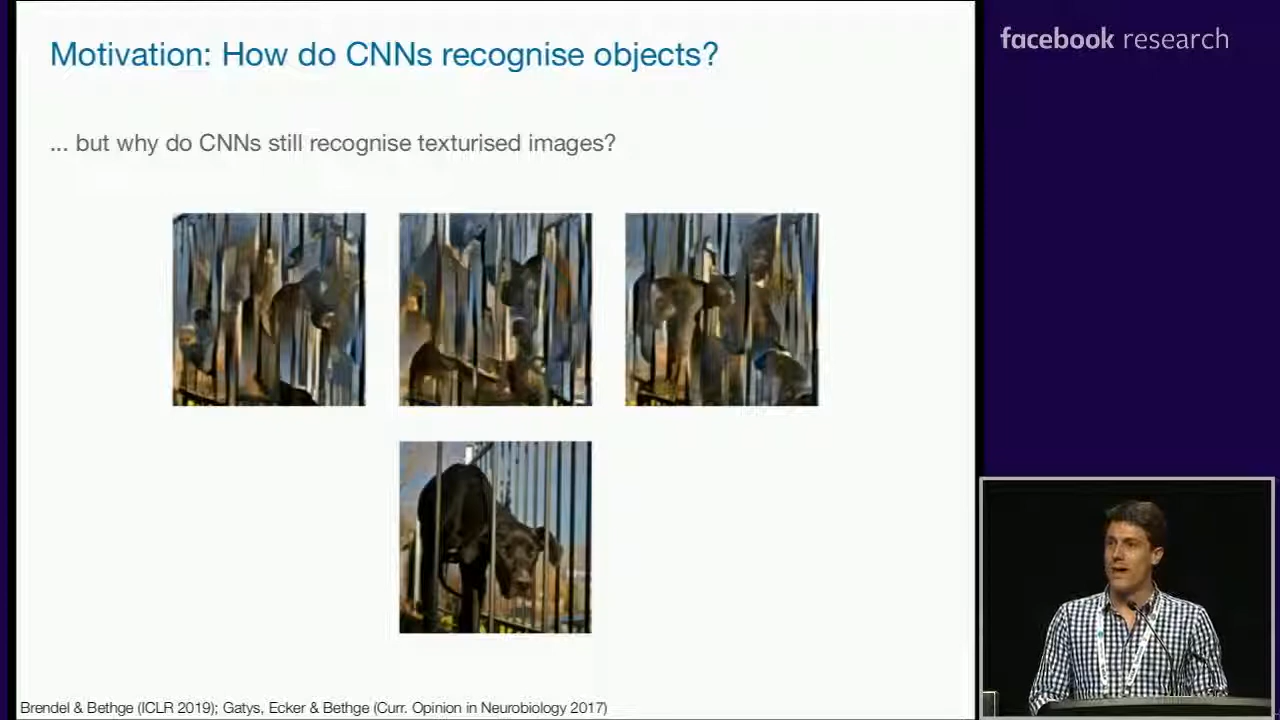 Motivation: How do CNNs recognise objects?
facebook research
... but why do CNNs still recognise texturised images?
Brendel & Bethge (ICLR 2019); Gatys, Ecker & Bethge (Curr. Opinion in Neurobiology 2017)